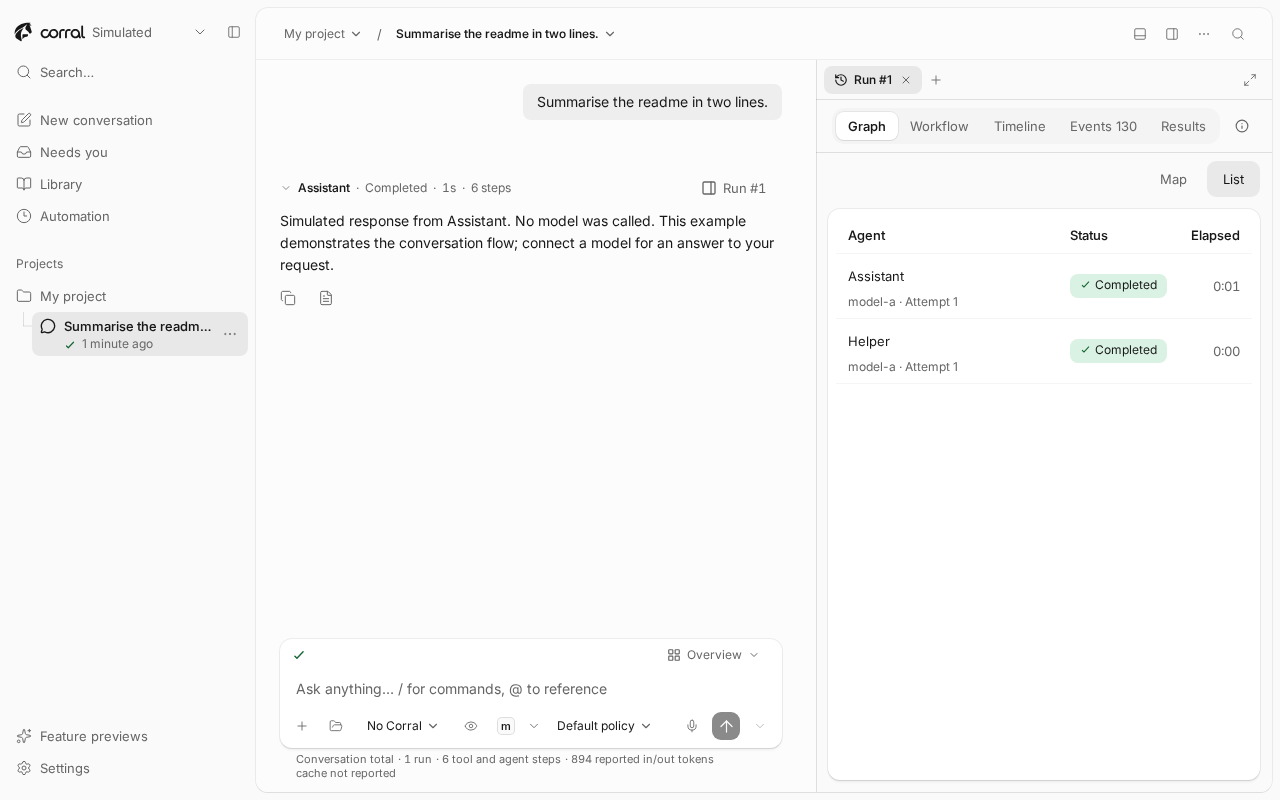 corral Simulated
Search...
New conversation
Needs you
Library
Automation
Projects
My project
Summarise the readm...
1 minute ago
Feature previews
Settings
My project / Summarise the readme in two lines.
Summarise the readme in two lines.
Assistant · Completed · 1s · 6 steps
Run #1
Simulated response from Assistant. No model was called. This example
demonstrates the conversation flow; connect a model for an answer to your
request.
Overview
Ask anything... / for commands, @ to reference
No Corral
m
Default policy
Conversation total · 1 run · 6 tool and agent steps · 894 reported in/out tokens
cache not reported
Run #1
Graph Workflow Timeline Events 130 Results
Map List
Agent Status Elapsed
Assistant
model-a · Attempt 1
Completed
0:01
Helper
model-a · Attempt 1
Completed
0:00